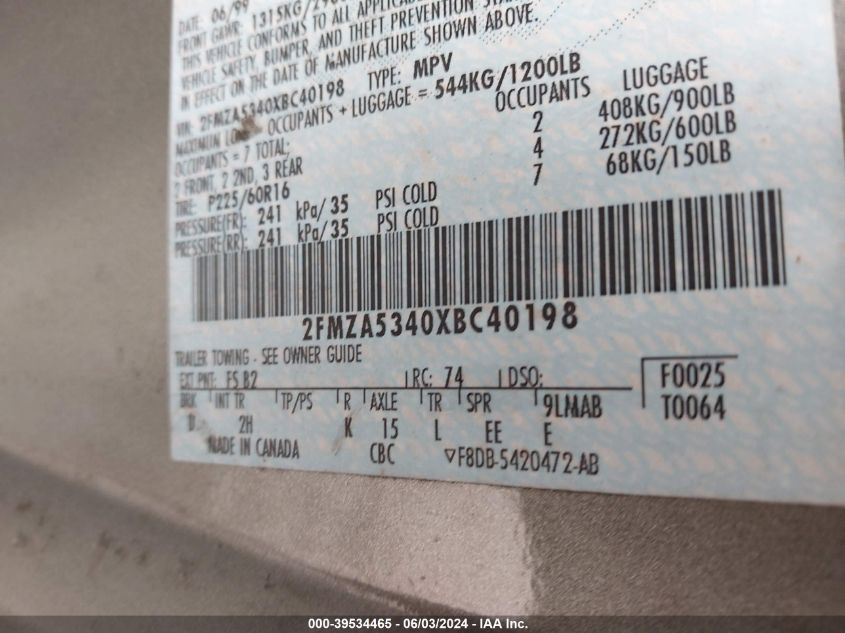 DATE: 06/99
FRONT GAWR: 1315KG/
THIS VEHICLE CONFORMS TO ALL
VEHICLE SAFETY, BUMPER, AND THEFT PREVENTION
IN EFFECT ON THE DATE OF MANUFACTURE SHOWN ABOVE.
VIN: 2FMZA5340XBC40198 TYPE: MPV
MAXIMUM OCCUPANTS + LUGGAGE = 544KG/1200LB
OCCUPANTS = 7 TOTAL; OCCUPANTS LUGGAGE
2 FRONT, 2 2ND, 3 REAR 2 408KG/900LB
4 272KG/600LB
7 68KG/150LB
TIRE: P225/60R16
PRESSURE(FR): 241 kPa/ 35 PSI COLD
PRESSURE(RR): 241 kPa/ 35 PSI COLD
2FMZA5340XBC40198
TRAILER TOWING - SEE OWNER GUIDE
EXT PNT: F5 B2 RC: 74 DSO: F0025
BRK INT TR TP/PS R AXLE TR SPR 9LMAB T0064
2H K 15 L EE E
MADE IN CANADA CBC ▽F8DB-5420472-AB
000-39534465 - 06/03/2024 - IAA Inc.